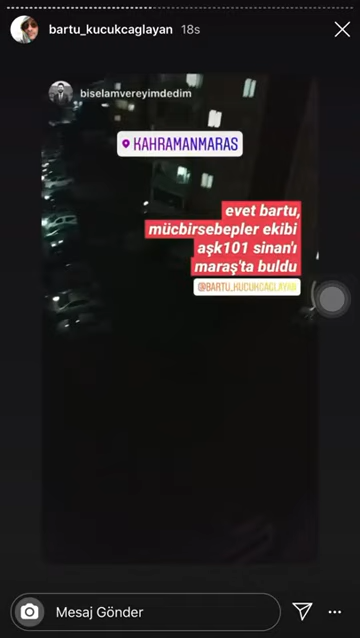 bartu_kucukcaglayan 18s
biselamvereyimdedim
KAHRAMANMARAS
evet bartu,
mücbirsebepler ekibi
aşk101 sinan'ı
maraş'ta buldu
@BARTU_KUCUKCAGLAYAN
Mesaj Gönder